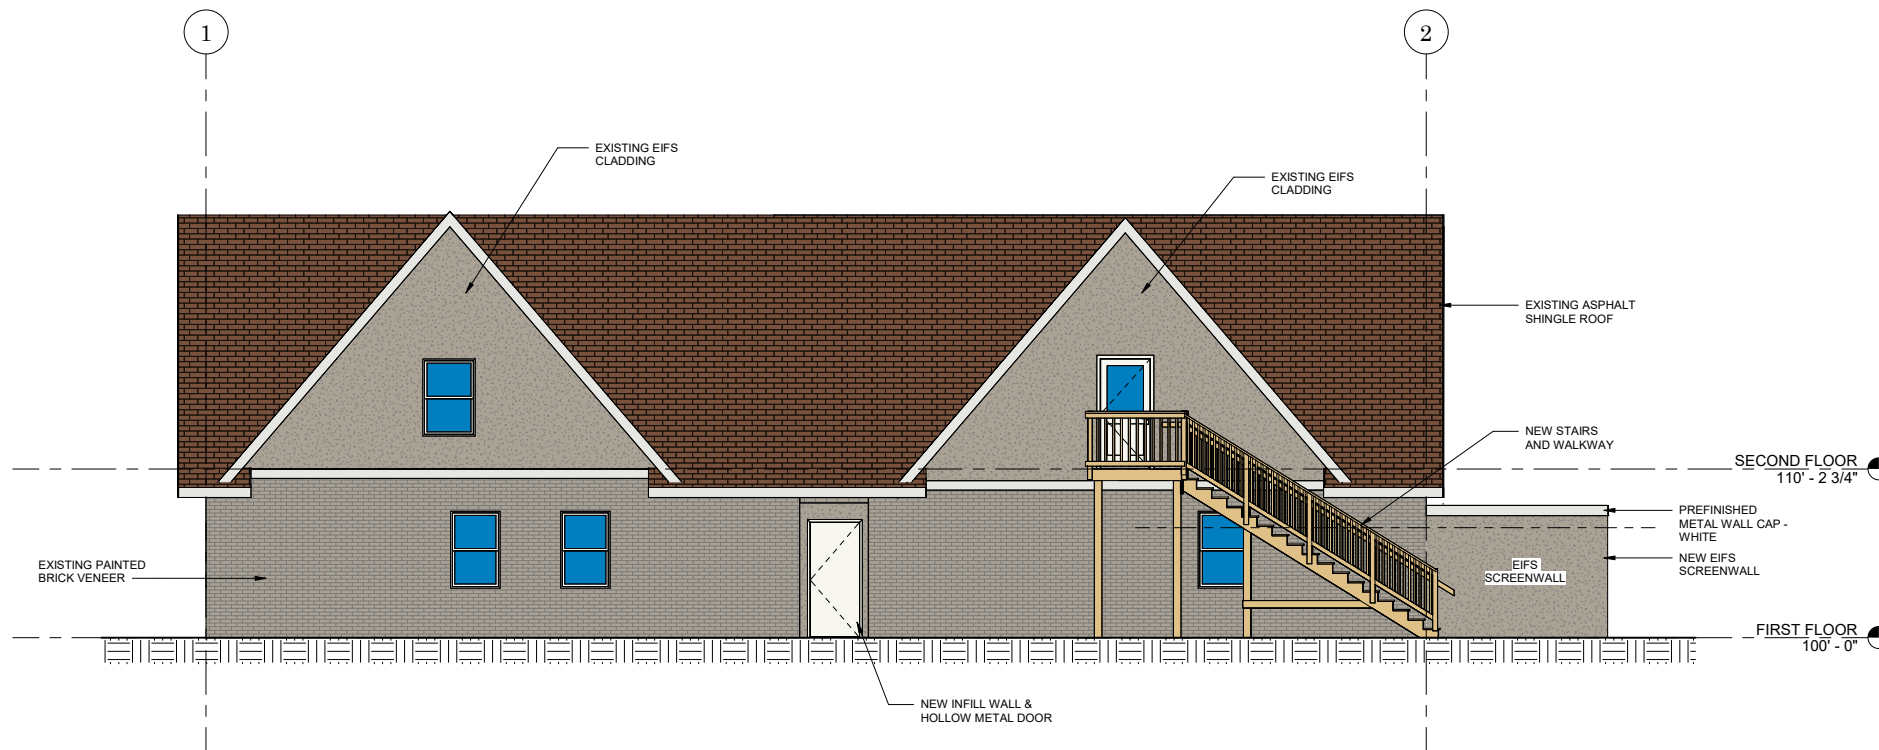 1
2
EXISTING EIFS
CLADDING
EXISTING EIFS
CLADDING
EXISTING ASPHALT
SHINGLE ROOF
NEW STAIRS
AND WALKWAY
SECOND FLOOR
110' - 2 3/4"
PREFINISHED
METAL WALL CAP -
WHITE
NEW EIFS
SCREENWALL
EIFS
SCREENWALL
EXISTING PAINTED
BRICK VENEER
FIRST FLOOR
100' - 0"
NEW INFILL WALL &
HOLLOW METAL DOOR